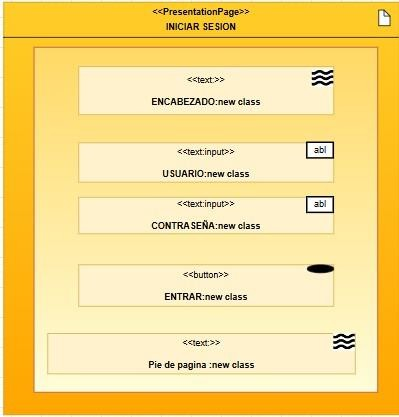 <<PresentationPage>>
INICIAR SESION
<<text:>>
ENCABEZADO:new class
<<text:input>>
abl
USUARIO:new class
<<text:input>>
abl
CONTRASEÑA:new class
<<button>>
ENTRAR:new class
<<text:>>
Pie de pagina :new class